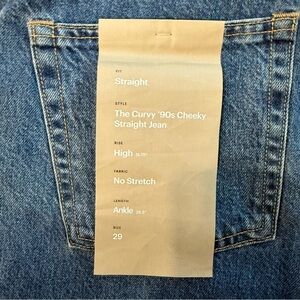 FIT
Straight
STYLE
The Curvy '90s Cheeky
Straight Jean
RISE
High
FABRIC
No Stretch
LENGTH
Ankle
SIZE
29